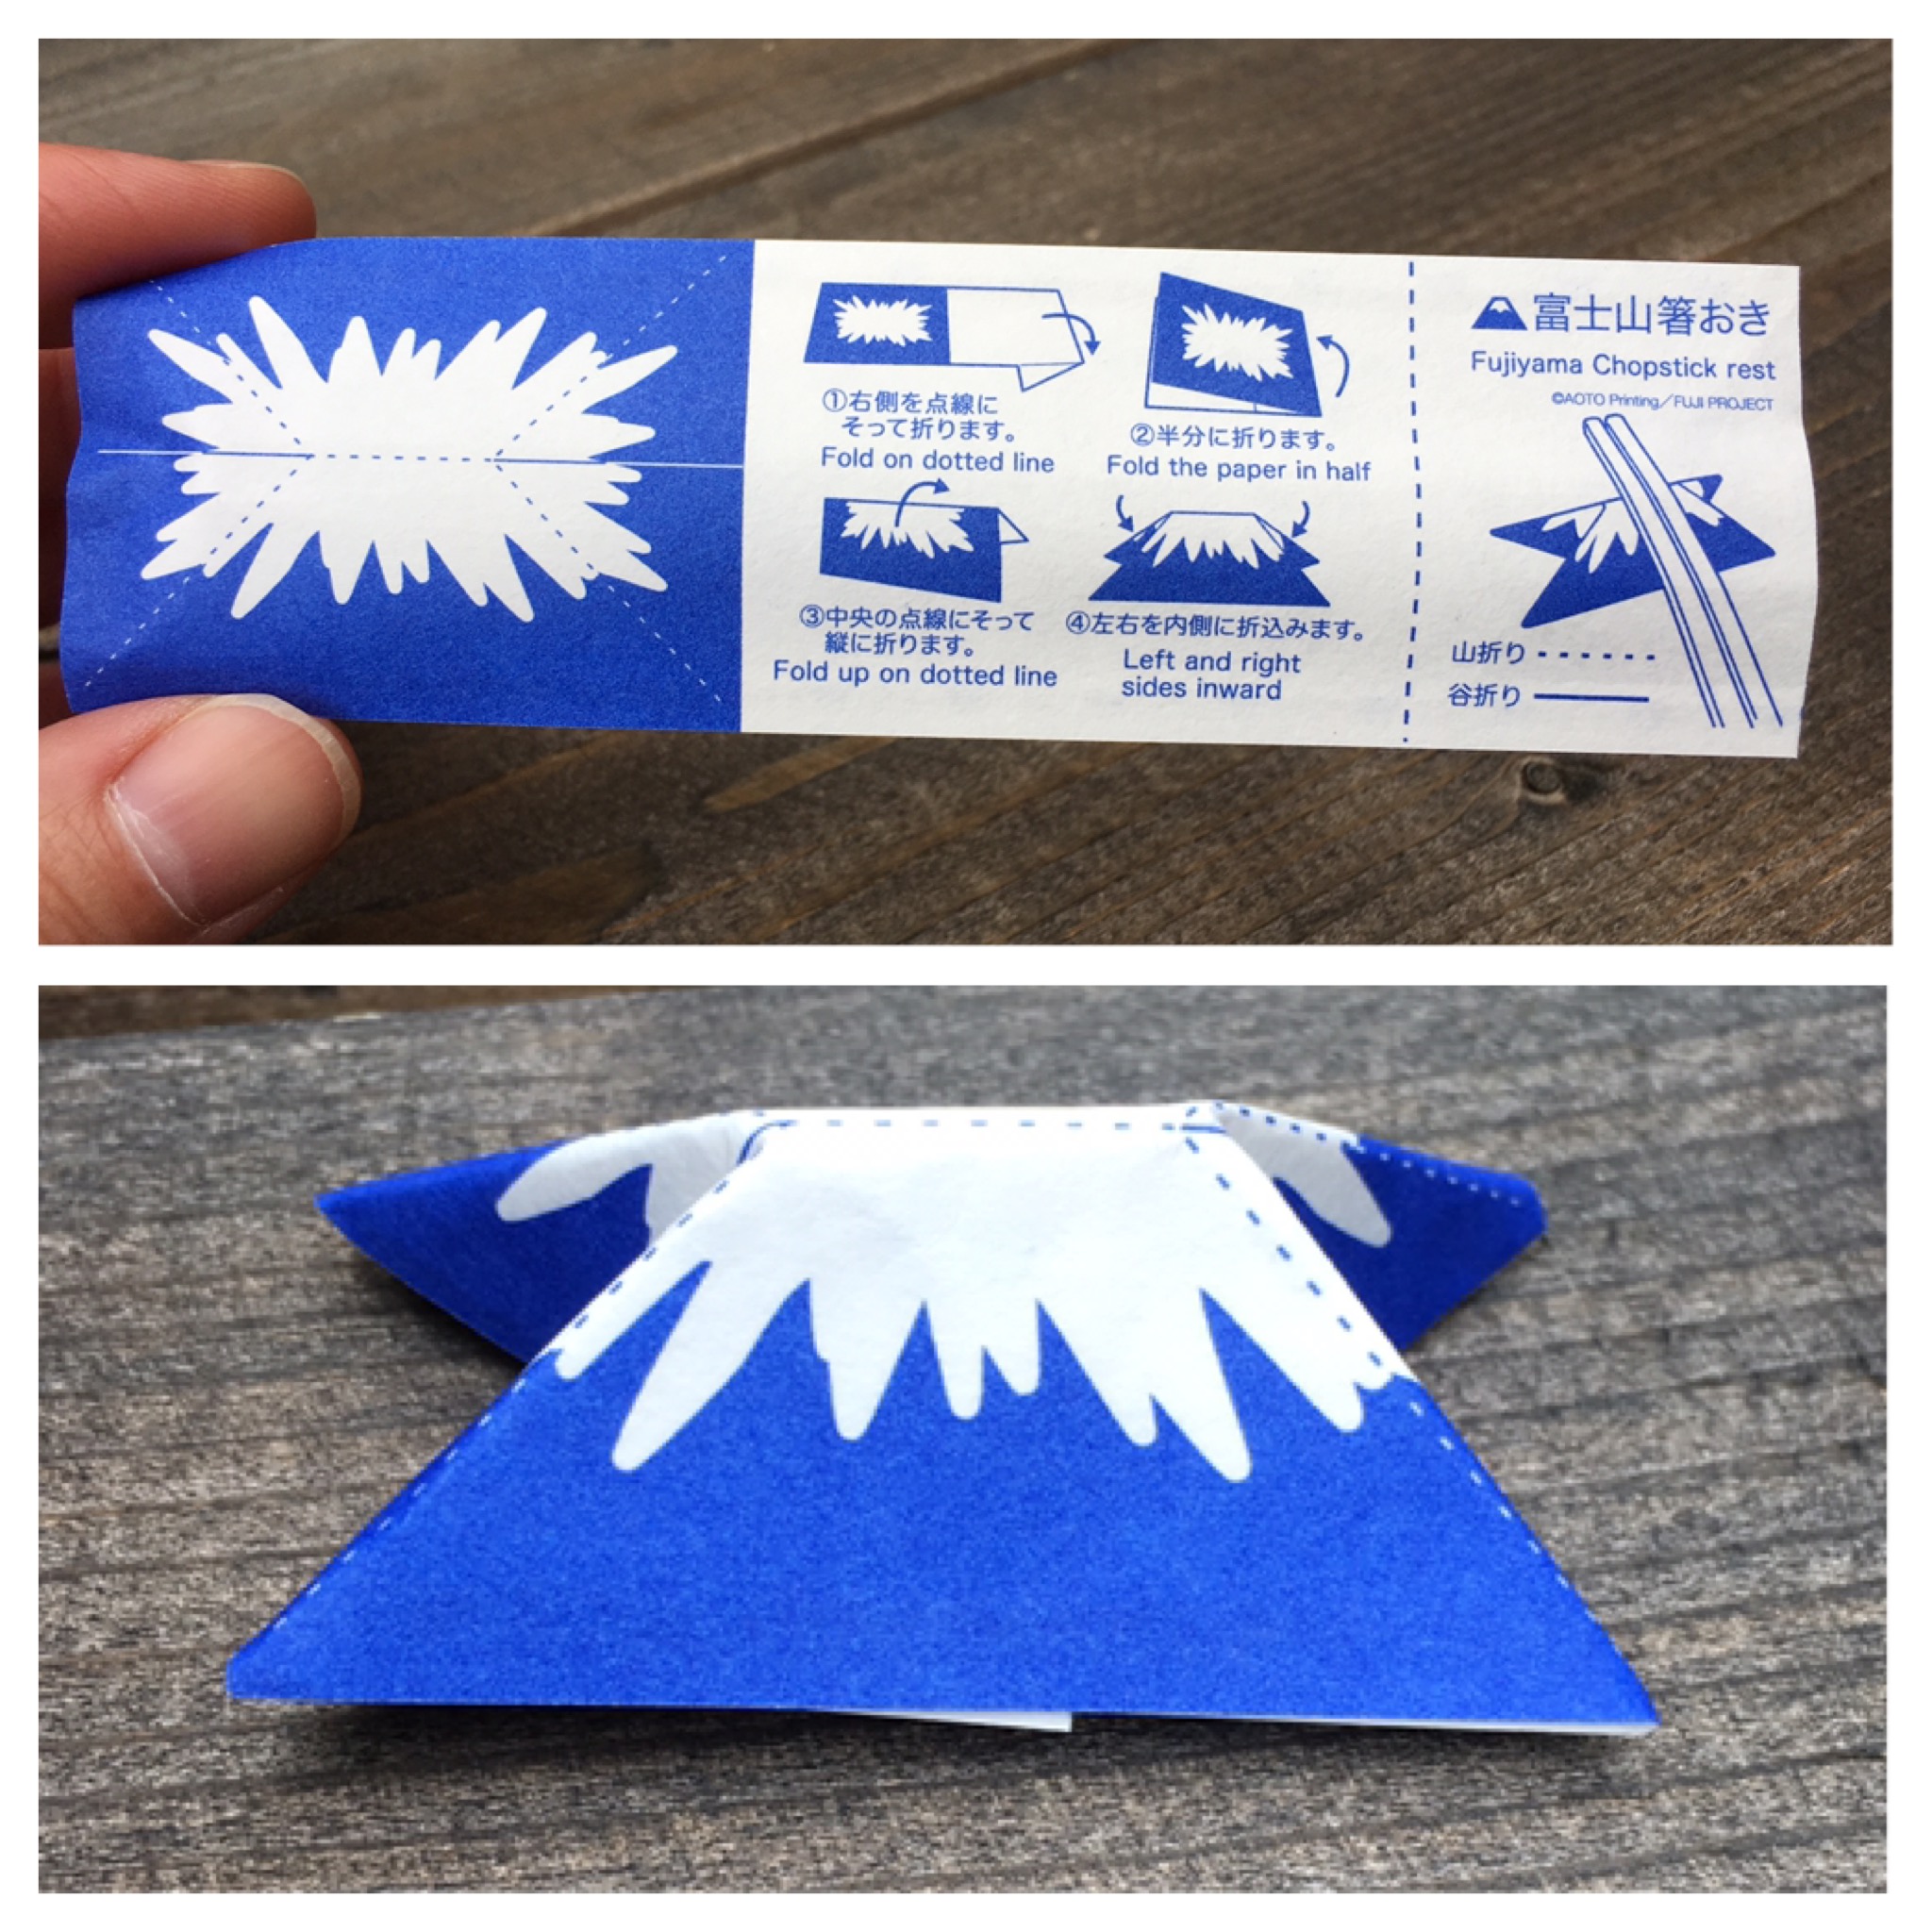 ①右側を点線に
そって折ります。
Fold on dotted line
②半分に折ります。
Fold the paper in half
③中央の点線にそって
縦に折ります。
Fold up on dotted line
④左右を内側に折込みます。
Left and right
sides inward
富士山箸おき
Fujiyama Chopstick rest
©AOTO Printing／FUJI PROJECT
山折り
谷折り